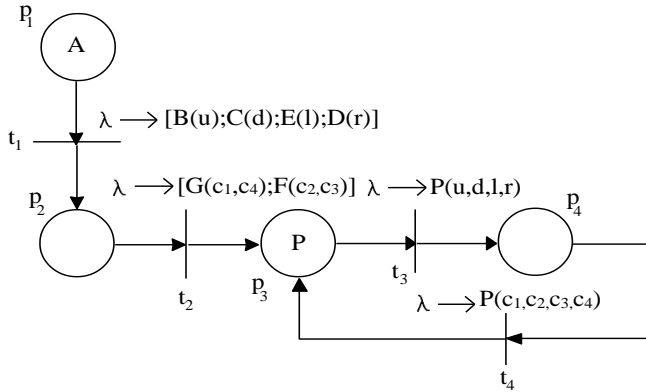 p1
A
λ → [B(u);C(d);E(l);D(r)]
t1
λ → [G(c1,c4);F(c2,c3)] λ → P(u,d,l,r)
p2 p4
P
p3 t3
t2
λ → P(c1,c2,c3,c4)
t4